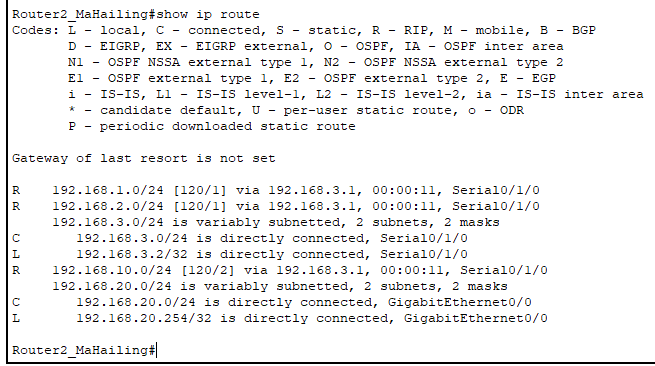 Router2_MaHailing#show ip route
Codes: L - local, C - connected, S - static, R - RIP, M - mobile, B - BGP
       D - EIGRP, EX - EIGRP external, O - OSPF, IA - OSPF inter area
       N1 - OSPF NSSA external type 1, N2 - OSPF NSSA external type 2
       E1 - OSPF external type 1, E2 - OSPF external type 2, E - EGP
       i - IS-IS, L1 - IS-IS level-1, L2 - IS-IS level-2, ia - IS-IS inter area
       * - candidate default, U - per-user static route, o - ODR
       P - periodic downloaded static route

Gateway of last resort is not set

R    192.168.1.0/24 [120/1] via 192.168.3.1, 00:00:11, Serial0/1/0
R    192.168.2.0/24 [120/1] via 192.168.3.1, 00:00:11, Serial0/1/0
     192.168.3.0/24 is variably subnetted, 2 subnets, 2 masks
C       192.168.3.0/24 is directly connected, Serial0/1/0
L       192.168.3.2/32 is directly connected, Serial0/1/0
R    192.168.10.0/24 [120/2] via 192.168.3.1, 00:00:11, Serial0/1/0
     192.168.20.0/24 is variably subnetted, 2 subnets, 2 masks
C       192.168.20.0/24 is directly connected, GigabitEthernet0/0
L       192.168.20.254/32 is directly connected, GigabitEthernet0/0

Router2_MaHailing#